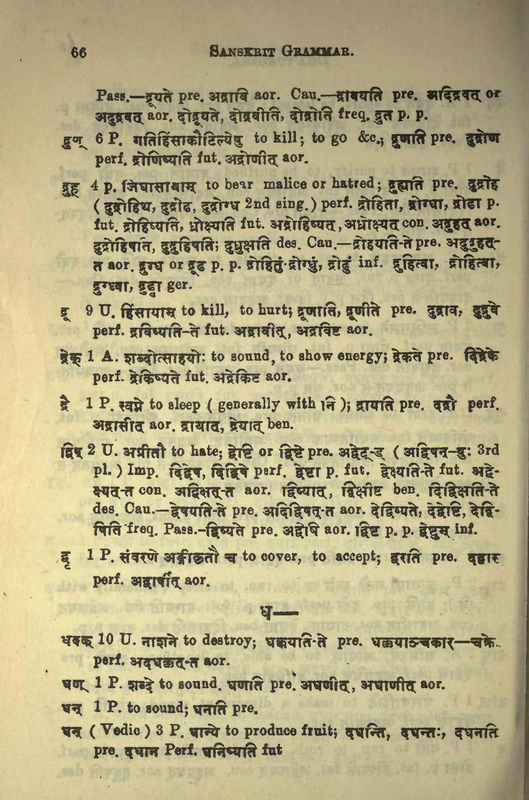 66 SANSKRIT GRAMMAR.
Pass.—द्रूयते pre. अद्रावि aor. Cau.—द्रावयति pre. अदिद्रवत् or
अदुद्रवत् aor. दोद्रूयते, दोद्रवीति, दोद्रोति freq. द्रुत p. p.
द्रुण् 6 P. गतिहिंसाकौटिल्येषु to kill; to go &c.; द्रुणति pre. दुद्रोण
perf. द्रोणिष्यति fut. अद्रोणीत् aor.
द्रुह् 4 p. जिघांसायाम् to bear malice or hatred; द्रुह्यति pre. दुद्रोह
( दुद्रोहिथ, दुद्रोढ, दुद्रोग्ध 2nd sing.) perf. द्रोहिता, द्रोग्धा, द्रोढा p.
fut. द्रोहिष्यति, ध्रोक्ष्यति fut. अद्रोहिष्यत्, अध्रोक्ष्यत् con. अद्रुहत् aor.
दुद्रोहिषति, दुद्रुहिषति; दुध्रुक्षति des. Cau.—द्रोहयति-ते pre. अदुद्रुहत्-
त aor. द्रुग्ध or द्रूढ p. p. द्रोहितुं-द्रोग्धुं, द्रोढुं inf. द्रुहित्वा, द्रोहित्वा,
द्रुग्ध्वा, द्रूढ्वा ger.
द्रू 9 U. हिंसायाम् to kill, to hurt; द्रूणाति, द्रूणीते pre. दुद्राव, दुद्रुवे
perf. द्रविष्यति-ते fut. अद्रावीत्, अद्रविष्ट aor.
द्रेक् 1 A. शब्दोत्साहयोः to sound, to show energy; द्रेकते pre. दिद्रेके
perf. द्रेकिष्यते fut. अद्रेकिष्ट aor.
द्रै 1 P. स्वप्ने to sleep ( generally with नि ); द्रायति pre. दद्रौ perf.
अद्रासीत् aor. द्रायात्, द्रेयात् ben.
द्विष् 2 U. अप्रीतौ to hate; द्वेष्टि or द्विष्टे pre. अद्वेट्-ड् ( अद्विषन्-षुः 3rd
pl. ) Imp. दिद्वेष, दिद्विषे perf. द्वेष्टा p. fut. द्वेक्ष्यति-ते fut. अद्वे-
क्ष्यत्-त con. अद्विक्षत्-त aor. द्विष्यात्, द्विक्षीष्ट ben. दिद्विक्षति-ते
des. Cau.—द्वेषयति-ते pre. अदिद्विषत्-त aor. देद्विष्यते, देद्वेष्टि, देद्वि-
षीति freq. Pass.–द्विष्यते pre. अद्वेषि aor. द्विष्ट p. p. द्वेष्टुम् inf.
द्वृ 1 P. संवरणे अङ्गीकृतौ च to cover, to accept; द्वरति pre. दद्वार
perf. अद्वार्षीत् aor.
ध्—
धक्क् 10 U. नाशने to destroy; धक्कयति-ते pre. धक्कयाञ्चकार—चक्रे
perf. अदधक्कत्-त aor.
धण् 1 P. शब्दे to sound. धणति pre. अधणीत्, अधाणीत् aor.
धन् 1 P. to sound; धनति pre.
धन् ( Vedic ) 3 P. धान्ये to produce fruit; दधन्ति, दधन्तः, दधनति
pre. दधान Perf. धनिष्यति fut